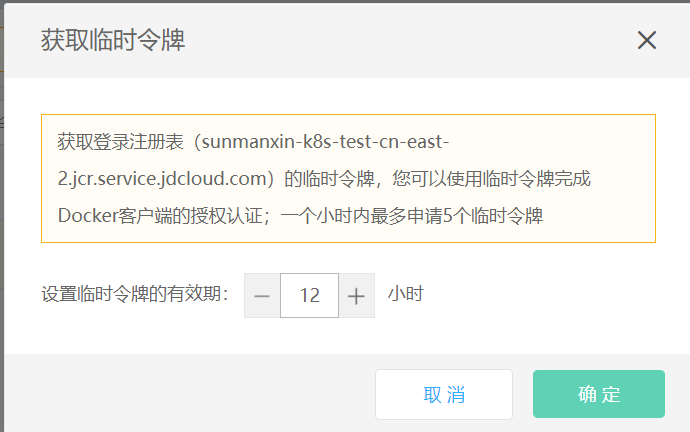 获取临时令牌
获取登录注册表（sunmanxin-k8s-test-cn-east-
2.jcr.service.jdcloud.com）的临时令牌，您可以使用临时令牌完成
Docker客户端的授权认证；一个小时内最多申请5个临时令牌
设置临时令牌的有效期： 12 小时
取消 确定